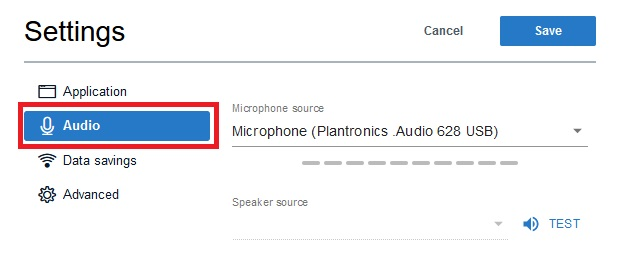 Settings
Cancel
Save
Application
Audio
Data savings
Advanced
Microphone source
Microphone (Plantronics .Audio 628 USB)
Speaker source
TEST